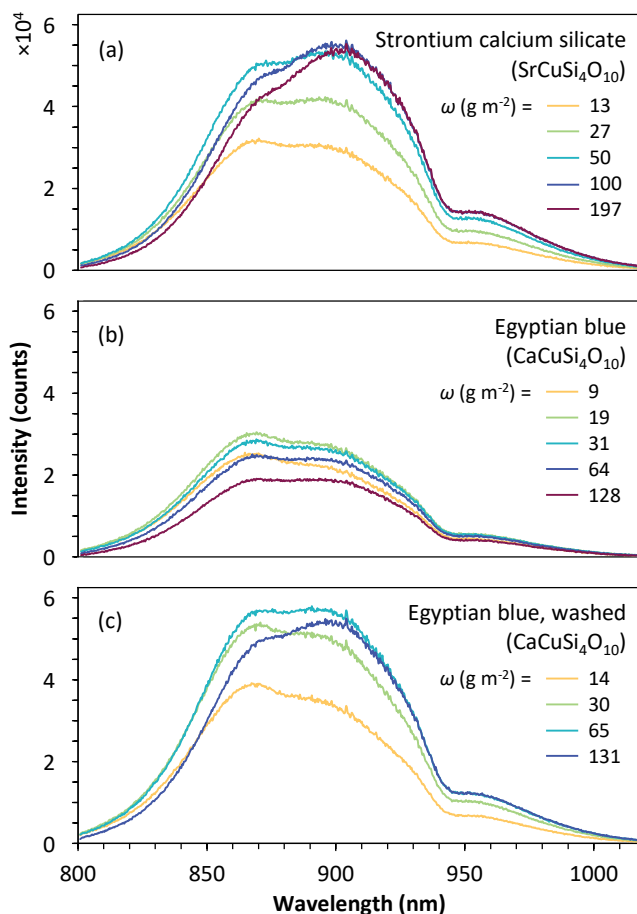 ×10⁴
6
4
2
0
(a)
Strontium calcium silicate
(SrCuSi₄O₁₀)
ω (g m⁻²) =
13
27
50
100
197
6
4
2
0
(b)
Egyptian blue
(CaCuSi₄O₁₀)
ω (g m⁻²) =
9
19
31
64
128
Intensity (counts)
6
4
2
0
(c)
Egyptian blue, washed
(CaCuSi₄O₁₀)
ω (g m⁻²) =
14
30
65
131
800 850 900 950 1000
Wavelength (nm)